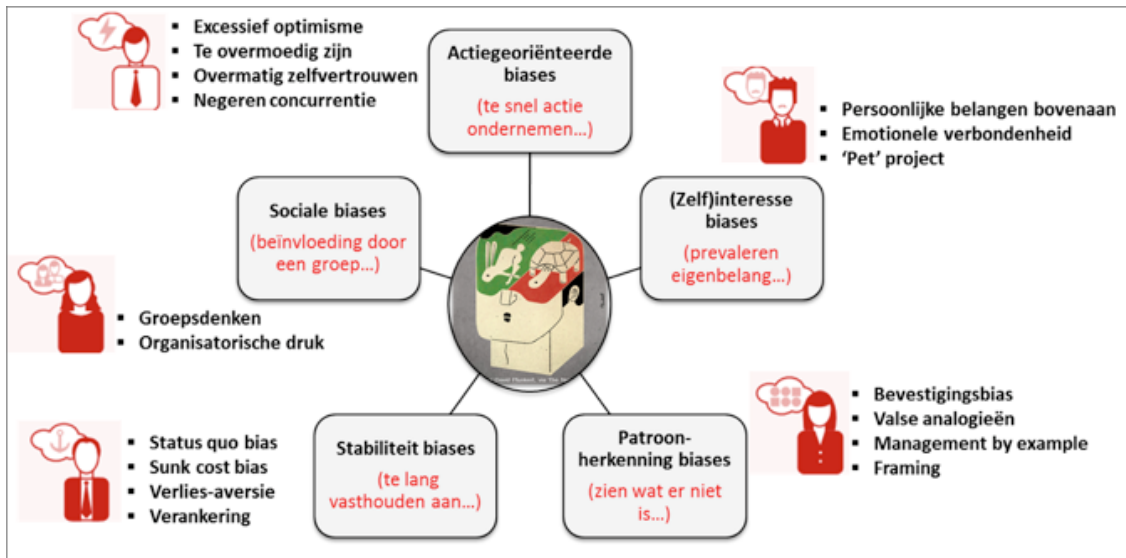 ▪ Excessief optimisme
▪ Te overmoedig zijn
▪ Overmatig zelfvertrouwen
▪ Negeren concurrentie
Actiegeoriënteerde
biases
(te snel actie
ondernemen...)
▪ Persoonlijke belangen bovenaan
▪ Emotionele verbondenheid
▪ ‘Pet’ project
Sociale biases
(beïnvloeding door
een groep...)
(Zelf)interesse
biases
(prevaleren
eigenbelang...)
▪ Groepsdenken
▪ Organisatorische druk
▪ Status quo bias
▪ Sunk cost bias
▪ Verlies-aversie
▪ Verankering
Stabiliteit biases
(te lang
vasthouden aan...)
Patroon-
herkenning biases
(zien wat er niet
is...)
▪ Bevestigingsbias
▪ Valse analogieën
▪ Management by example
▪ Framing